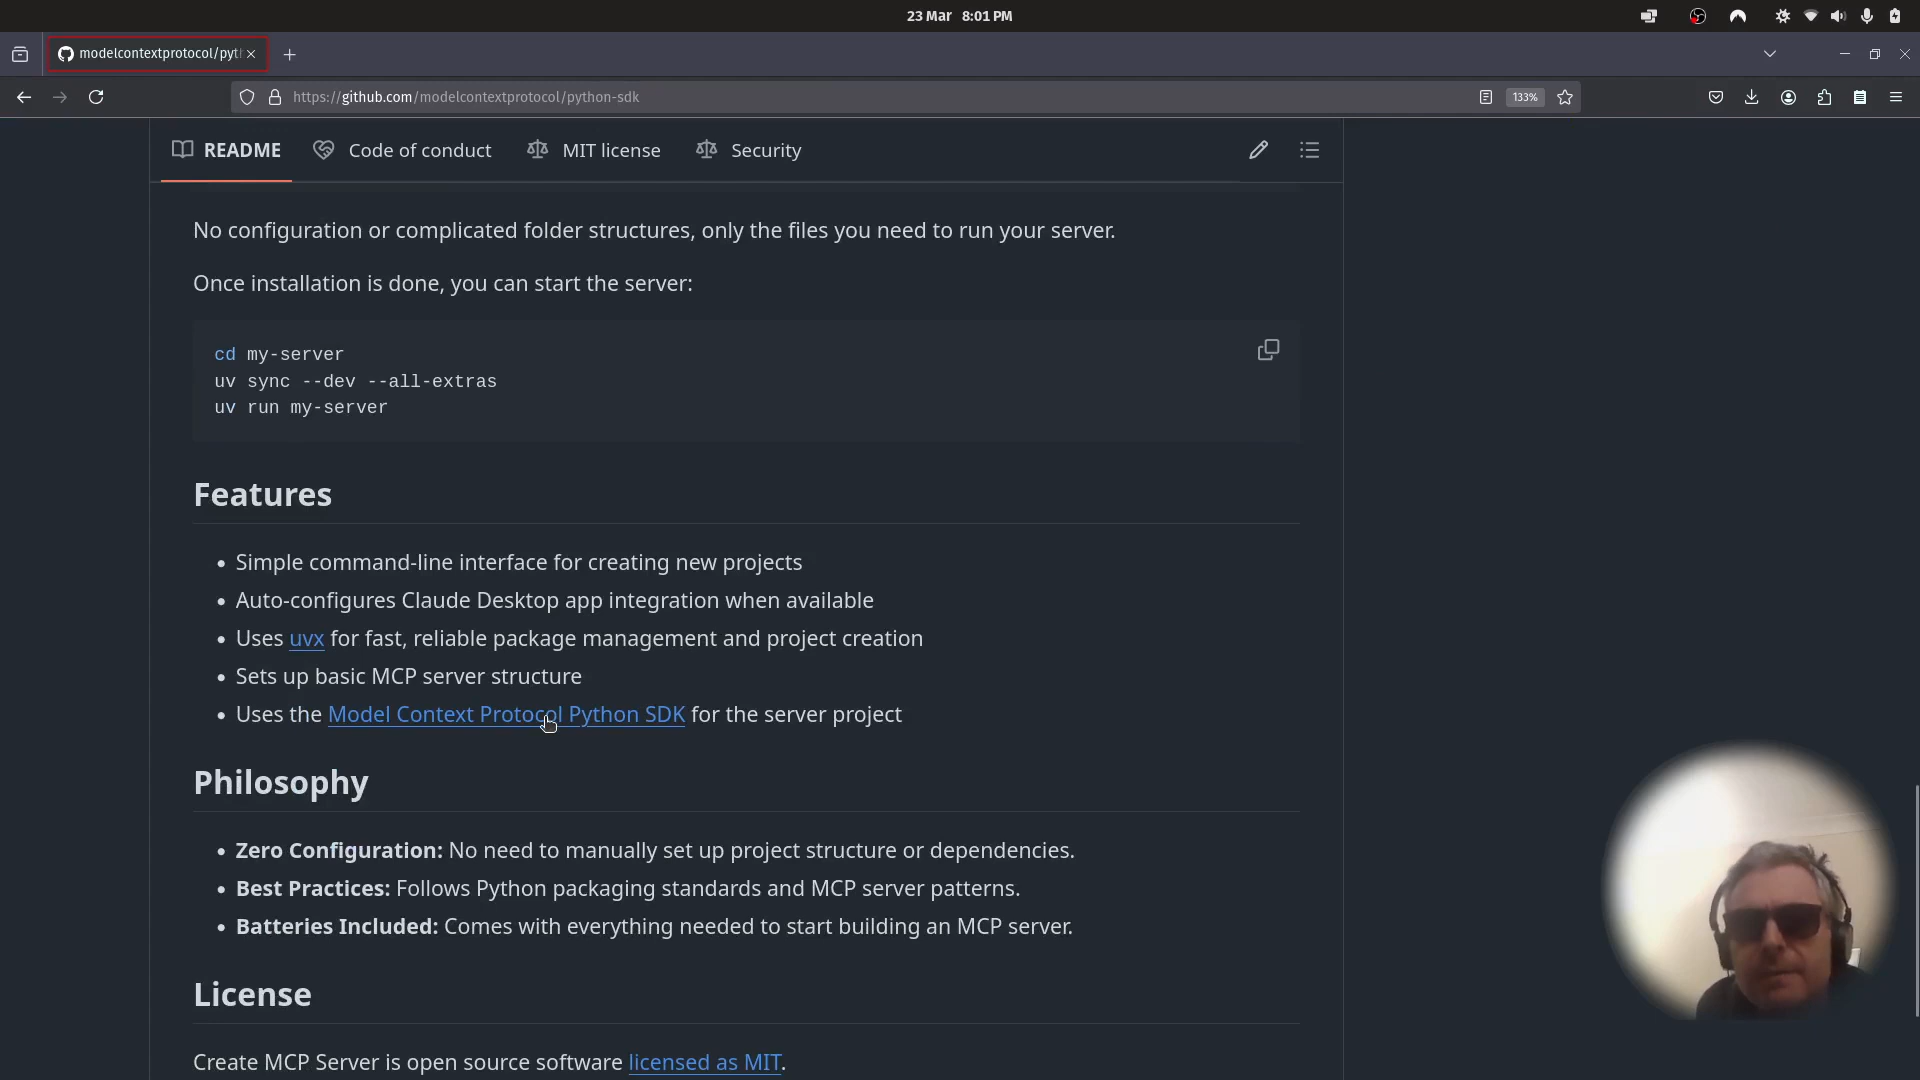 23 Mar 8:01 PM
modelcontextprotocol/pyt
https://github.com/modelcontextprotocol/python-sdk
133%
README
Code of conduct
MIT license
Security
No configuration or complicated folder structures, only the files you need to run your server.
Once installation is done, you can start the server:
cd my-server
uv sync --dev --all-extras
uv run my-server
Features
• Simple command-line interface for creating new projects
• Auto-configures Claude Desktop app integration when available
• Uses uvx for fast, reliable package management and project creation
• Sets up basic MCP server structure
• Uses the Model Context Protocol Python SDK for the server project
Philosophy
• Zero Configuration: No need to manually set up project structure or dependencies.
• Best Practices: Follows Python packaging standards and MCP server patterns.
• Batteries Included: Comes with everything needed to start building an MCP server.
License
Create MCP Server is open source software licensed as MIT.